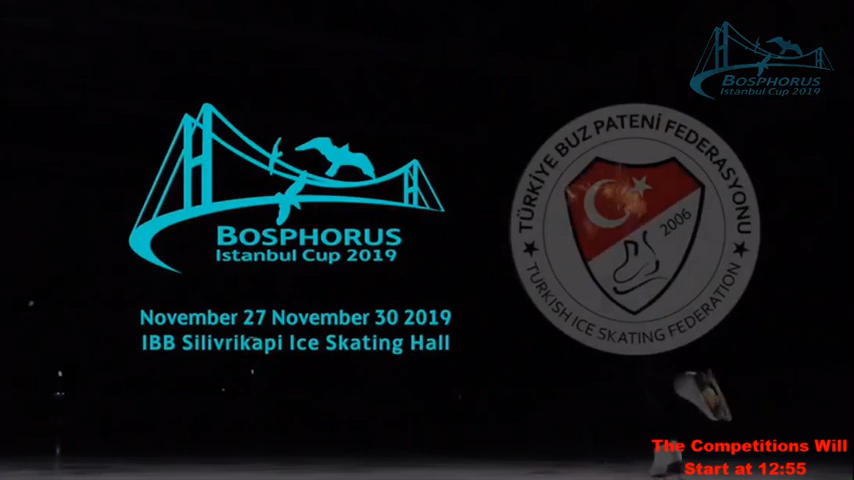 BOSPHORUS
Istanbul Cup 2019
BOSPHORUS
Istanbul Cup 2019
November 27 November 30 2019
IBB Silivrikapi Ice Skating Hall
TÜRKİYE BUZ PATENİ FEDERASYONU
2006
TURKISH ICE SKATING FEDERATION
The Competitions Will
Start at 12:55